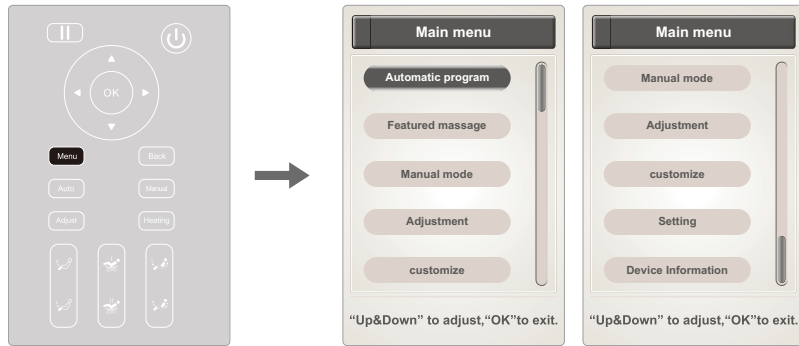 OK
Menu
Back
Auto
Manual
Adjust
Heating
Main menu
Automatic program
Featured massage
Manual mode
Adjustment
customize
“Up&Down” to adjust,“OK”to exit.
Main menu
Manual mode
Adjustment
customize
Setting
Device Information
“Up&Down” to adjust,“OK”to exit.